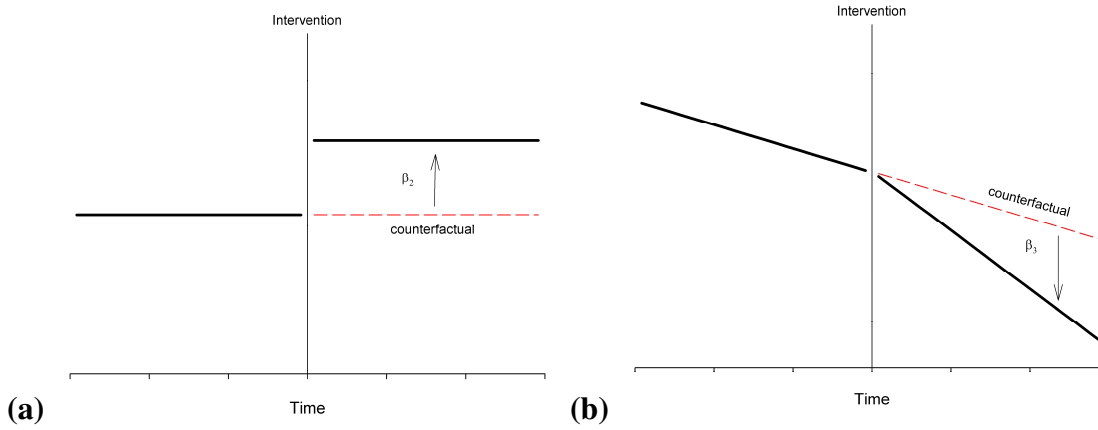 Intervention
β2
counterfactual
Time
(a)
Intervention
counterfactual
β3
Time
(b)